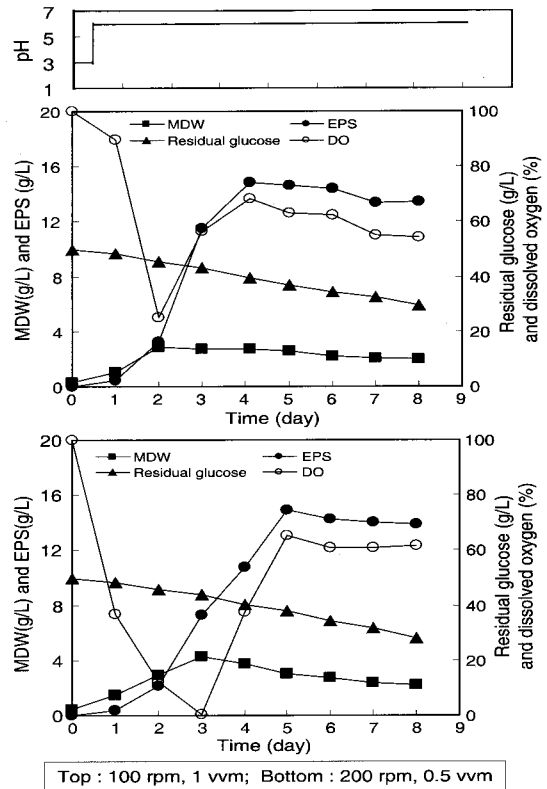 7
5
3
1
pH
MDW EPS
Residual glucose DO
20
16
12
8
4
0
MDW(g/L) and EPS (g/L)
100
80
60
40
20
0
Residual glucose (g/L)
and dissolved oxygen (%)
0 1 2 3 4 5 6 7 8 9
Time (day)
MDW EPS
Residual glucose DO
20
16
12
8
4
0
MDW(g/L) and EPS(g/L)
100
80
60
40
20
0
Residual glucose (g/L)
and dissolved oxygen (%)
0 1 2 3 4 5 6 7 8 9
Time (day)
Top : 100 rpm, 1 vvm; Bottom : 200 rpm, 0.5 vvm